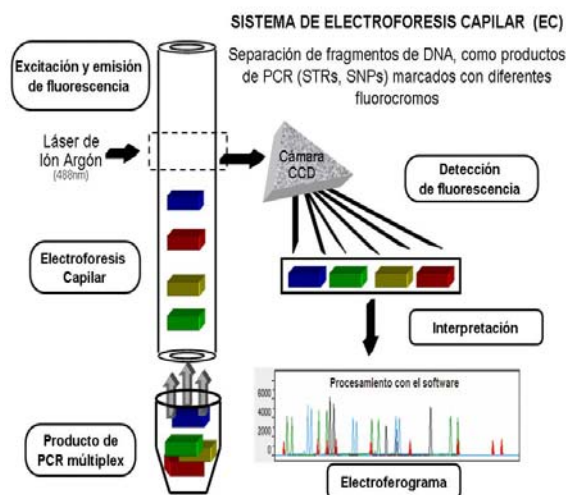 SISTEMA DE ELECTROFORESIS CAPILAR (EC)
Separación de fragmentos de DNA, como productos
de PCR (STRs, SNPs) marcados con diferentes
fluorocromos
Excitación y emisión
de fluorescencia
Láser de
Ión Argón
(488nm)
Cámara
CCD
Detección
de fluorescencia
Electroforesis
Capilar
Interpretación
Procesamiento con el software
6000
4000
2000
0
Producto de
PCR múltiplex
Electroferograma